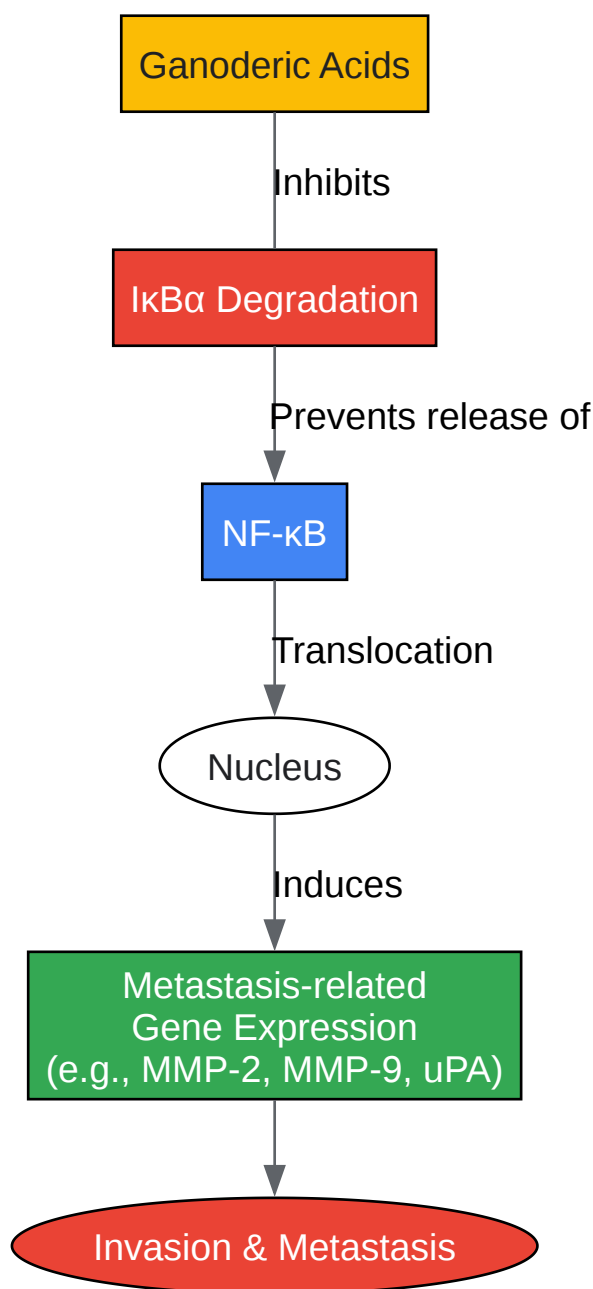 Ganoderic Acids
Inhibits
IκBα Degradation
Prevents release of
NF-κB
Translocation
Nucleus
Induces
Metastasis-related
Gene Expression
(e.g., MMP-2, MMP-9, uPA)
Invasion & Metastasis